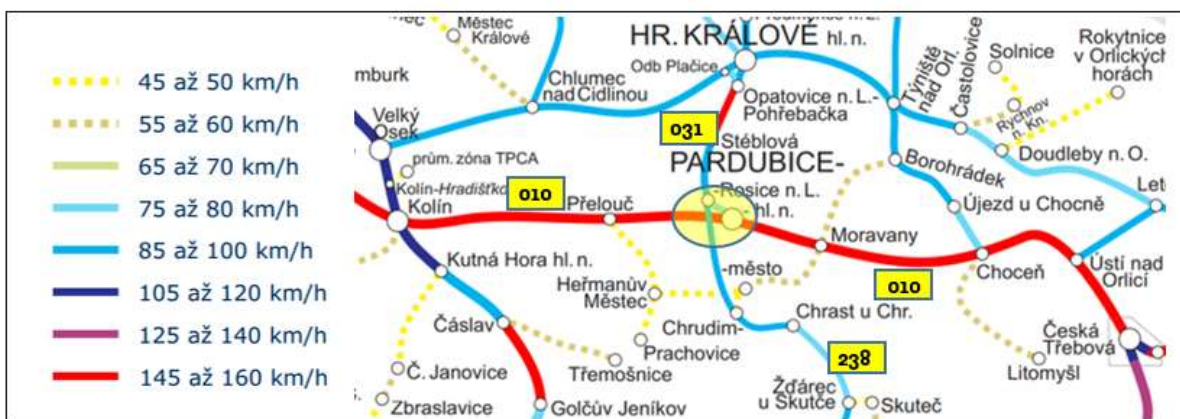 45 až 50 km/h
55 až 60 km/h
65 až 70 km/h
75 až 80 km/h
85 až 100 km/h
105 až 120 km/h
125 až 140 km/h
145 až 160 km/h
Městec
Králové
HR. KRÁLOVÉ hl. n.
Odb Plačice
Chlumec
nad Cidlinou
Opatovice n. L.-
Pohřebačka
031
Stéblová
Týniště
nad Orl.
Častolovice
Solnice
Rychnov
n. Kn.
Rokytnice
v Orlických
horách
Doudleby n. O.
Velký
Osek
prům. zóna TPCA
Kolín-Hradišťko
Kolín
010
Přelouč
PARDUBICE-
-Rosice n. L.
-hl. n.
Borohrádek
Újezd u Chocně
Moravany
Choceň
010
Ústí nad
Orlicí
Kutná Hora hl. n.
Heřmanův
Městec
-město
Chrudim-
Chrast u Chr.
Prachovice
Čáslav
Třemošnice
238
Česká
Třebová
Litomyšl
Č. Janovice
Zbraslavice
Golčův Jeníkov
Žďárec
u Skutče
Skuteč